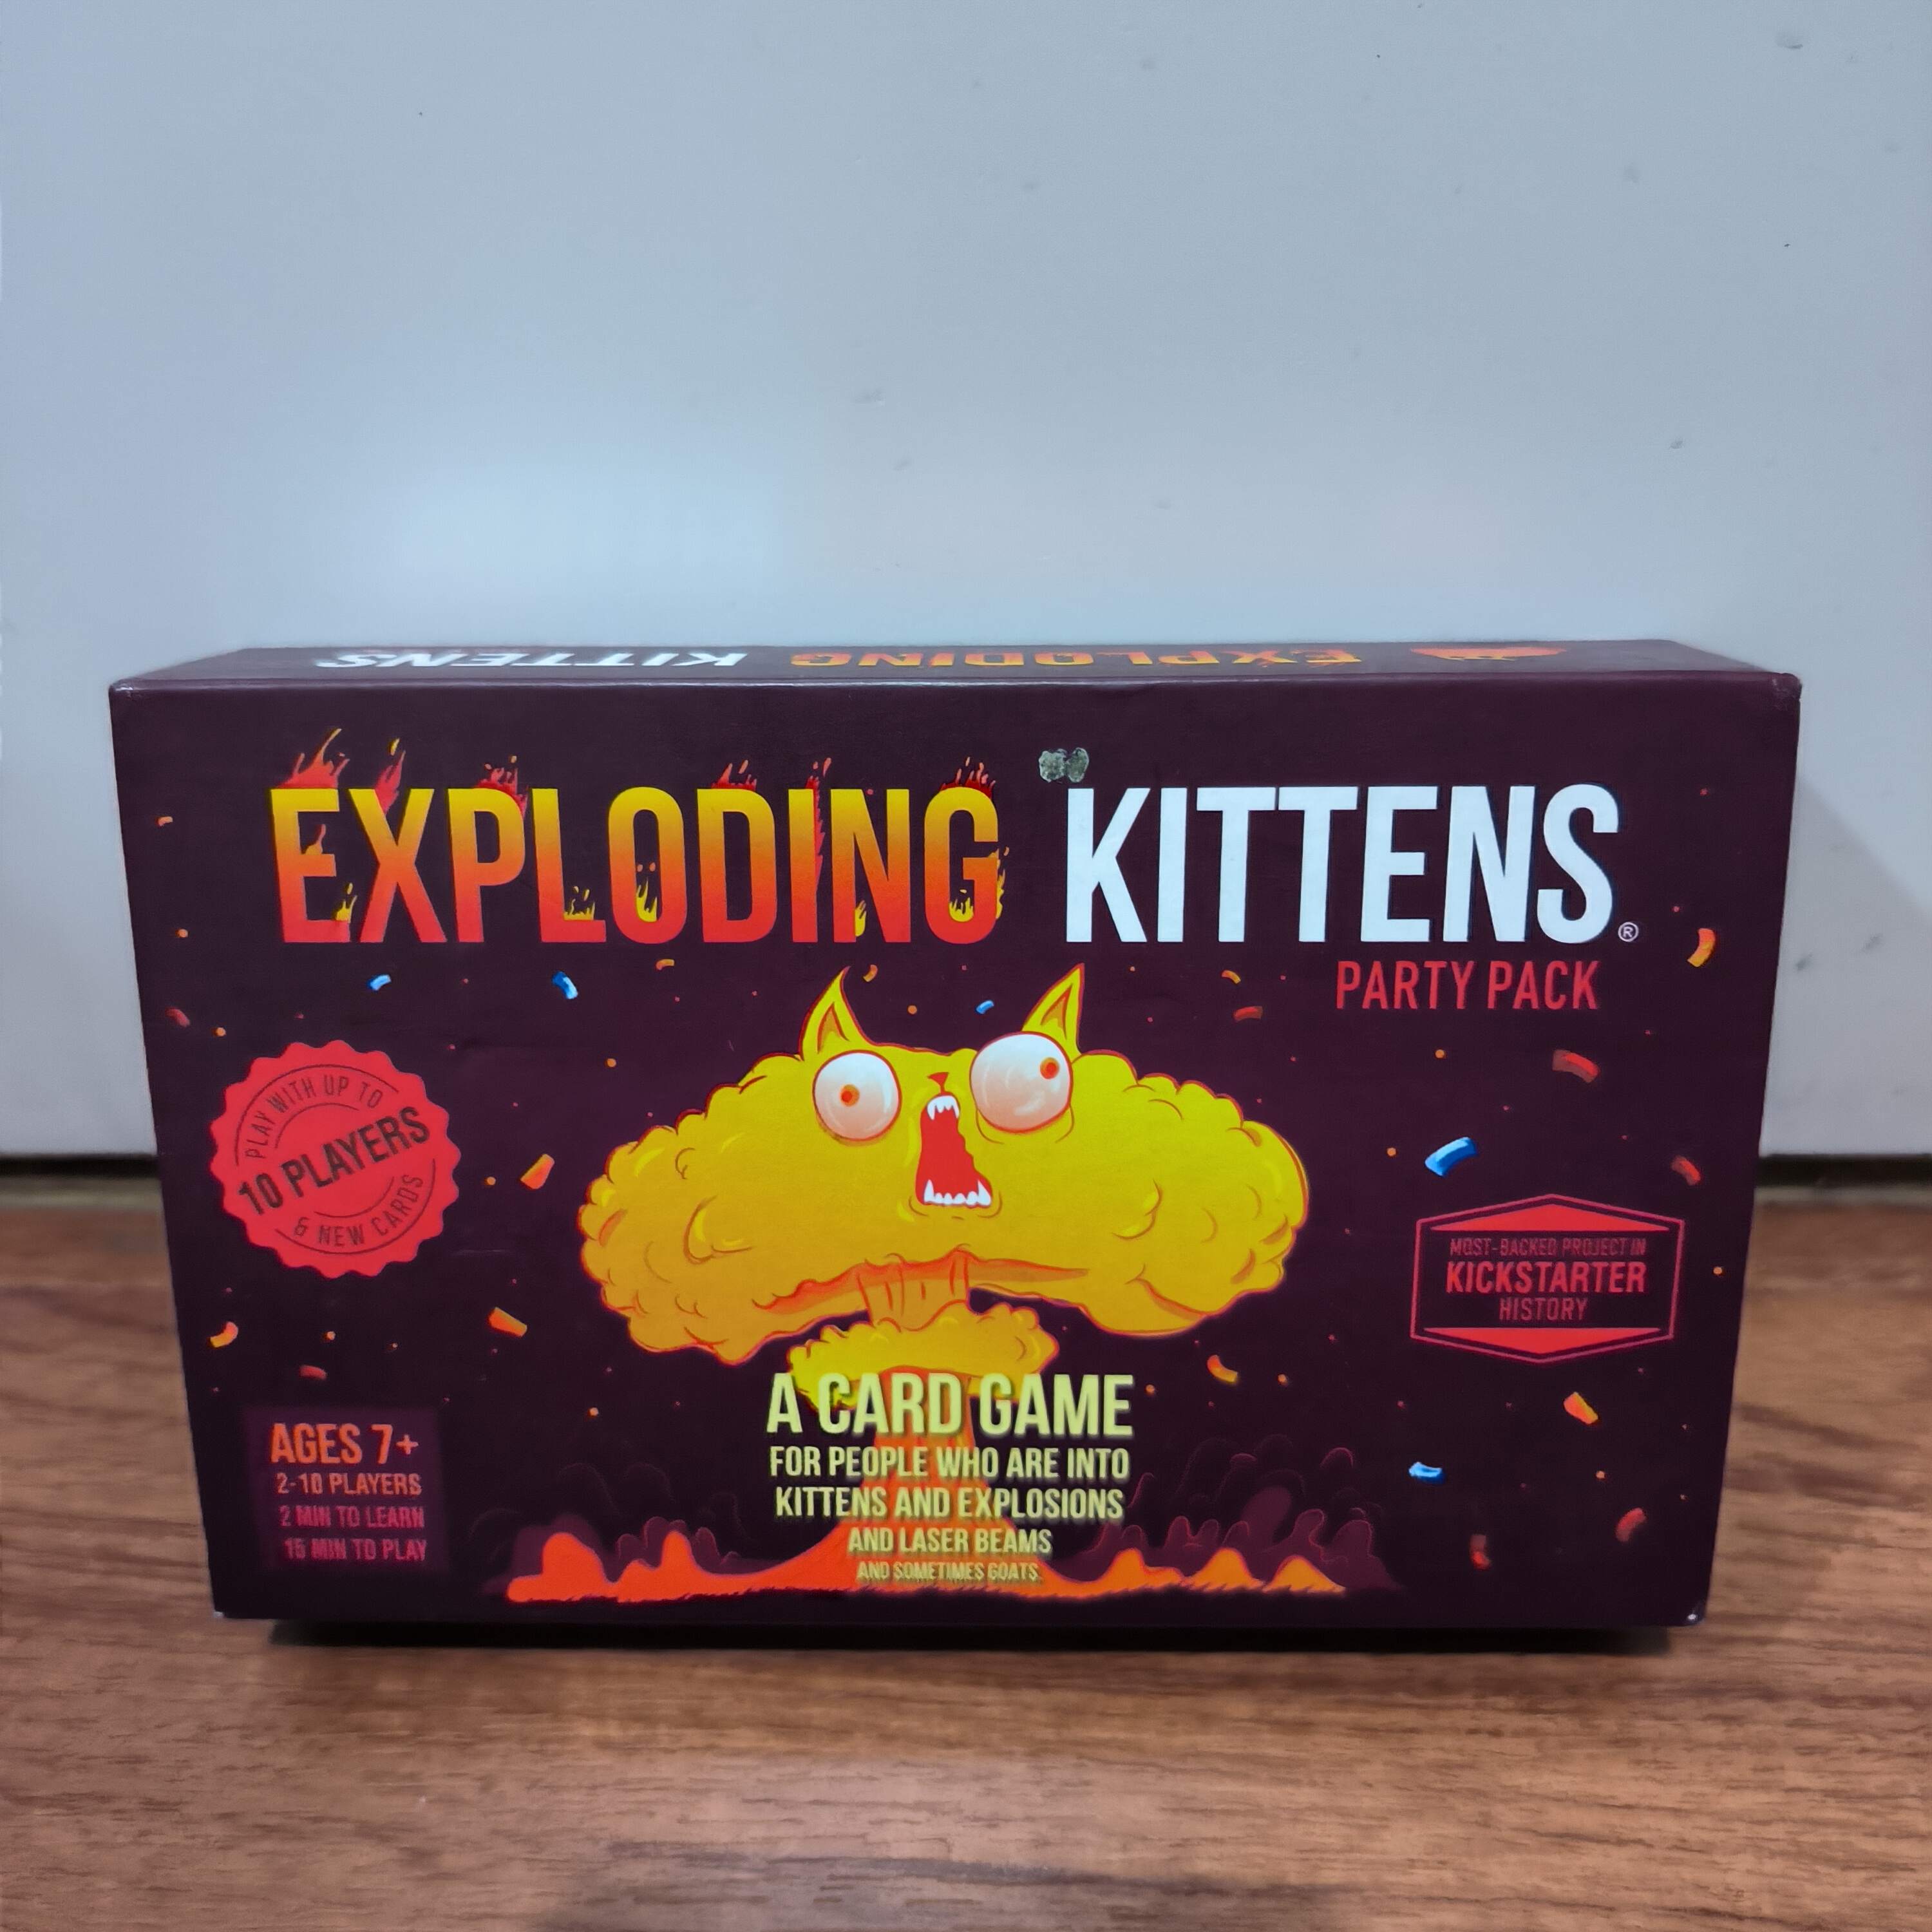 EXPLODING KITTENS
EXPLODING KITTENS®
PARTY PACK
PLAY WITH UP TO
10 PLAYERS
& NEW CARDS
MOST-BACKED PROJECT IN
KICKSTARTER
HISTORY
AGES 7+
2-10 PLAYERS
2 MIN TO LEARN
15 MIN TO PLAY
A CARD GAME
FOR PEOPLE WHO ARE INTO
KITTENS AND EXPLOSIONS
AND LASER BEAMS
AND SOMETIMES GOATS.